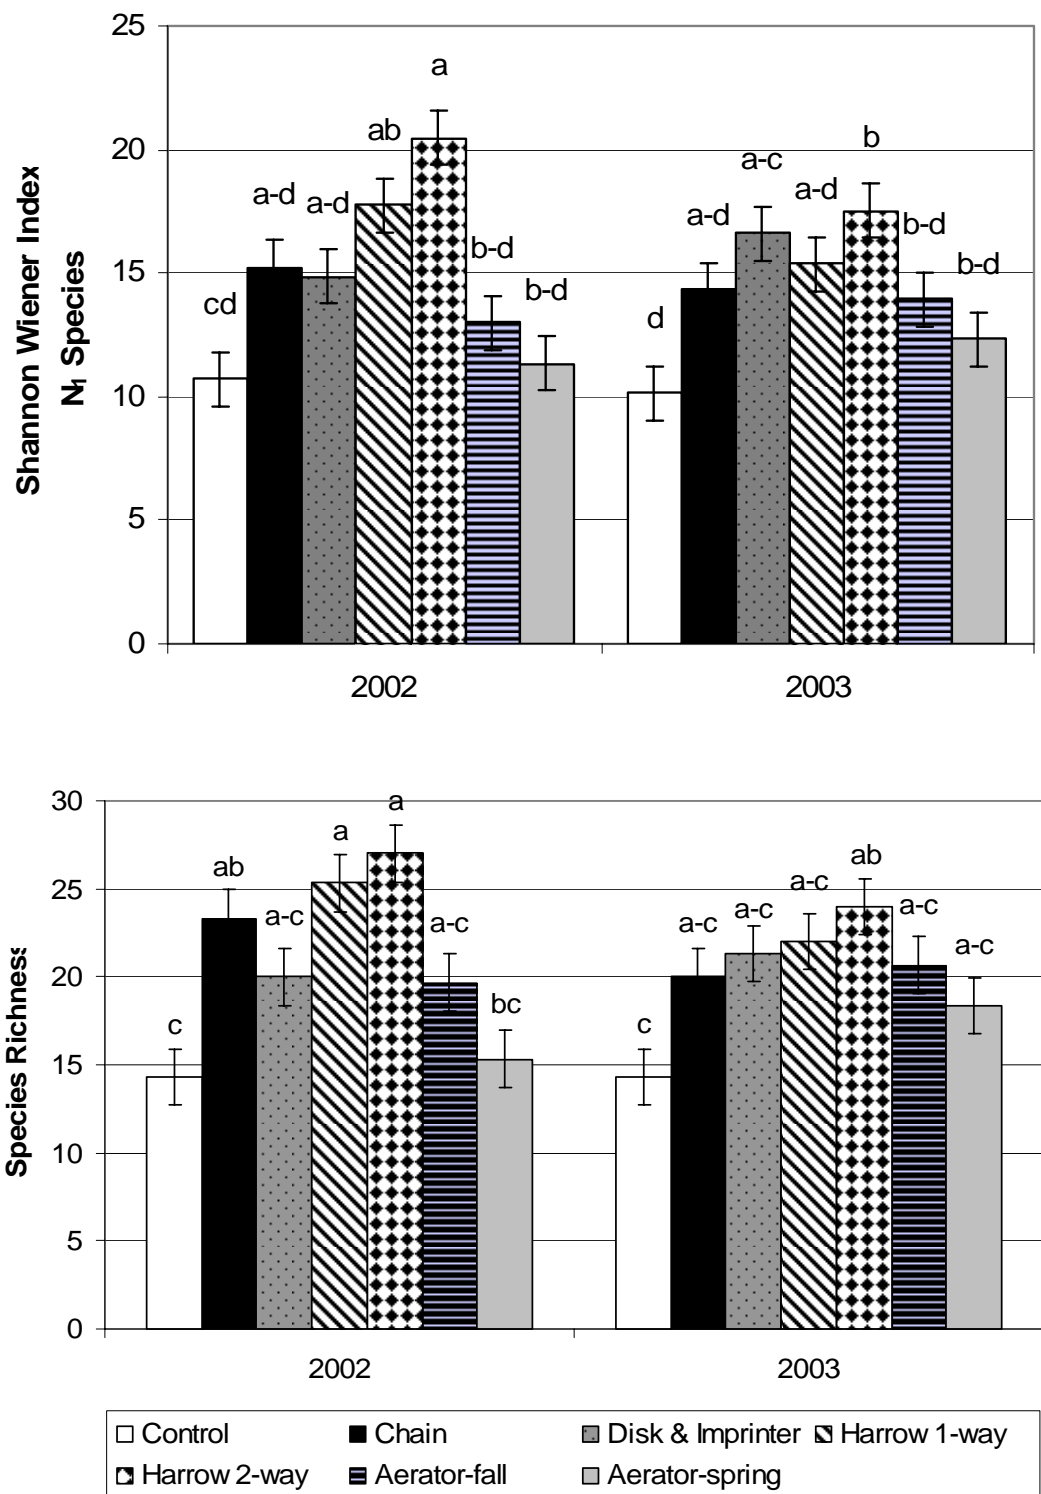 25
20
15
10
5
0
Shannon Wiener Index
N1 Species
cd
a-d
a-d
ab
a
b-d
b-d
d
a-d
a-c
a-d
b
b-d
b-d
2002 2003
30
25
20
15
10
5
0
Species Richness
c
ab
a-c
a
a
a-c
bc
c
a-c
a-c
a-c
ab
a-c
a-c
2002 2003
Control Chain Disk & Imprinter Harrow 1-way
Harrow 2-way Aerator-fall Aerator-spring